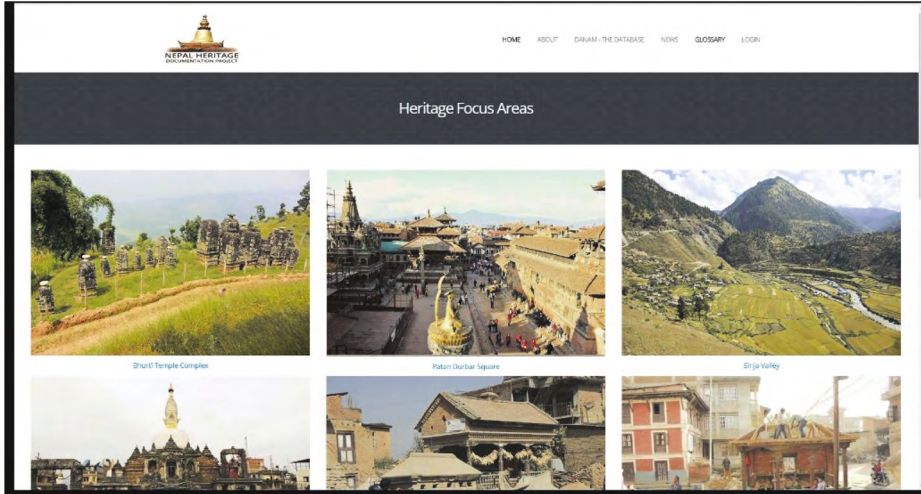 NEPAL HERITAGE
DOCUMENTATION PROJECT
HOME ABOUT DANAM - THE DATABASE NEWS GLOSSARY LOGIN
Heritage Focus Areas
Bhurti Temple Complex
Patan Durbar Square
Sinja Valley